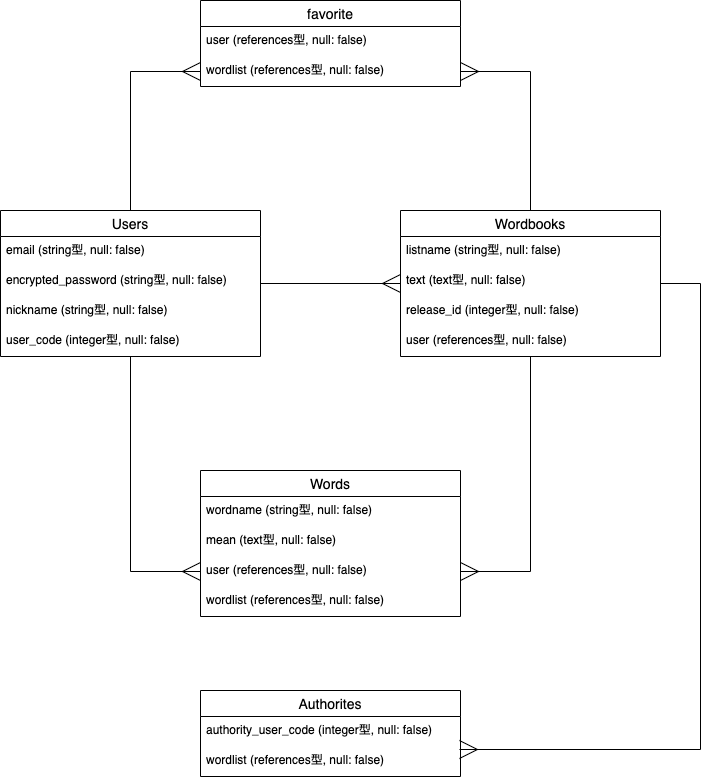 favorite
user (references型, null: false)
wordlist (references型, null: false)
Users
email (string型, null: false)
encrypted_password (string型, null: false)
nickname (string型, null: false)
user_code (integer型, null: false)
Wordbooks
listname (string型, null: false)
text (text型, null: false)
release_id (integer型, null: false)
user (references型, null: false)
Words
wordname (string型, null: false)
mean (text型, null: false)
user (references型, null: false)
wordlist (references型, null: false)
Authorites
authority_user_code (integer型, null: false)
wordlist (references型, null: false)